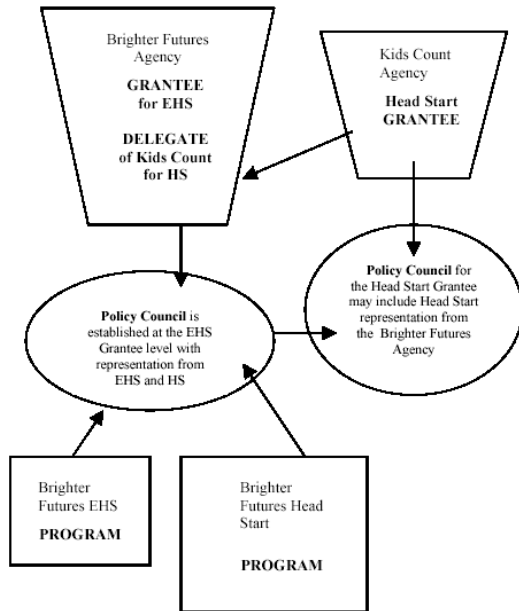 Brighter Futures
Agency
GRANTEE
for EHS
DELEGATE
of Kids Count
for HS
Kids Count
Agency
Head Start
GRANTEE
Policy Council for
the Head Start Grantee
may include Head Start
representation from
the Brighter Futures
Agency
Policy Council is
established at the EHS
Grantee level with
representation from
EHS and HS
Brighter
Futures EHS
PROGRAM
Brighter
Futures Head
Start
PROGRAM